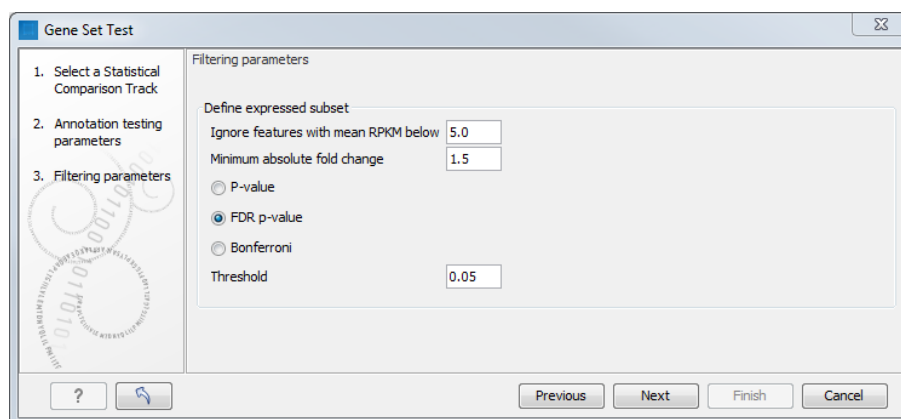 Gene Set Test
1. Select a Statistical
Comparison Track
2. Annotation testing
parameters
3. Filtering parameters
Filtering parameters
Define expressed subset
Ignore features with mean RPKM below 5.0
Minimum absolute fold change 1.5
P-value
FDR p-value
Bonferroni
Threshold 0.05
?
Previous Next Finish Cancel